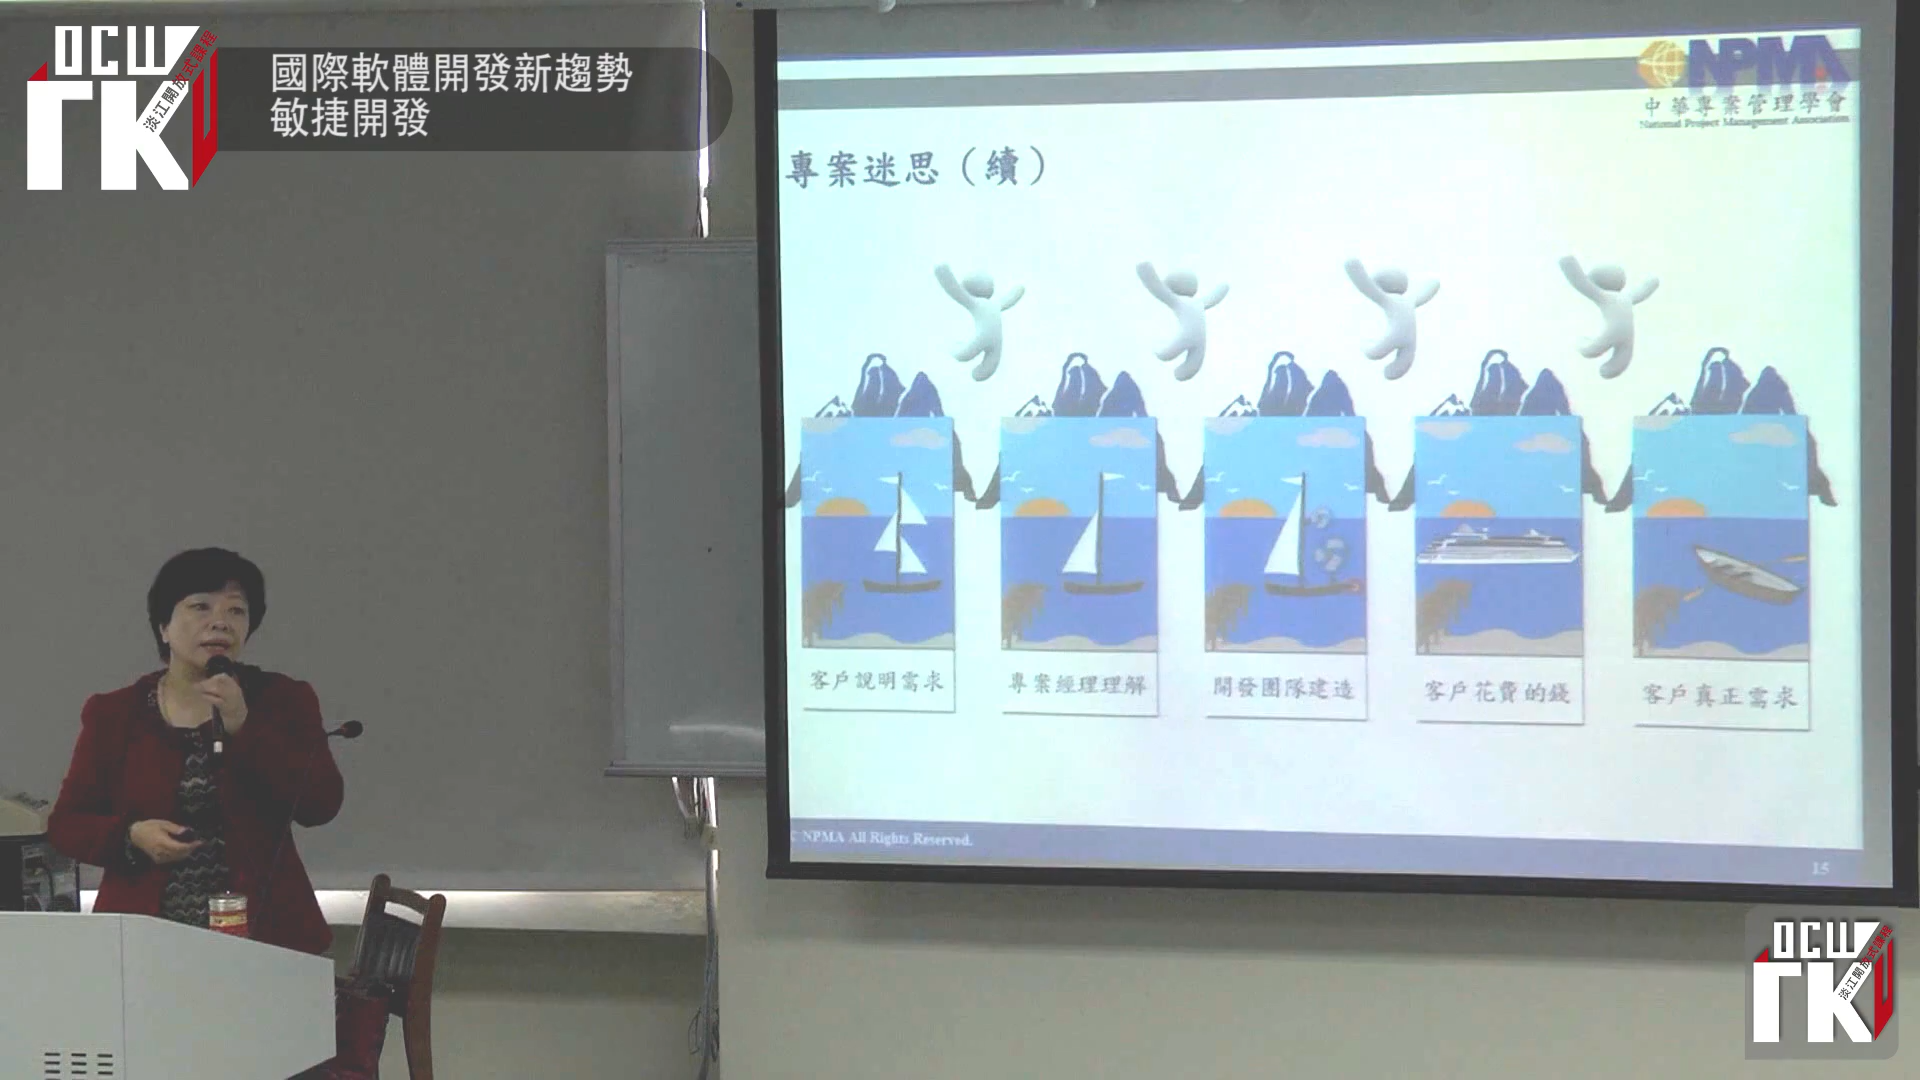 OCW
TKU
淡江開放式課程
國際軟體開發新趨勢
敏捷開發
NPMA
中華專案管理學會
National Project Management Association
專案迷思（續）
客戶說明需求
專案經理理解
開發團隊建造
客戶花費的錢
客戶真正需求
© NPMA All Rights Reserved.
15
OCW
TKU
淡江開放式課程